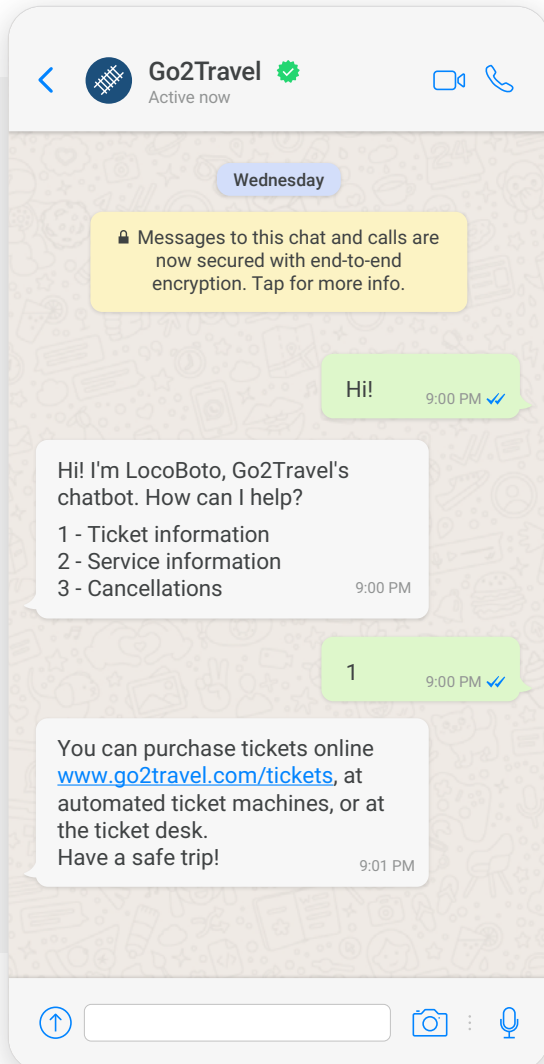 Go2Travel
Active now
Wednesday
Messages to this chat and calls are
now secured with end-to-end
encryption. Tap for more info.
Hi!
9:00 PM
Hi! I'm LocoBoto, Go2Travel's
chatbot. How can I help?
1 - Ticket information
2 - Service information
3 - Cancellations
9:00 PM
1
9:00 PM
You can purchase tickets online
www.go2travel.com/tickets, at
automated ticket machines, or at
the ticket desk.
Have a safe trip!
9:01 PM